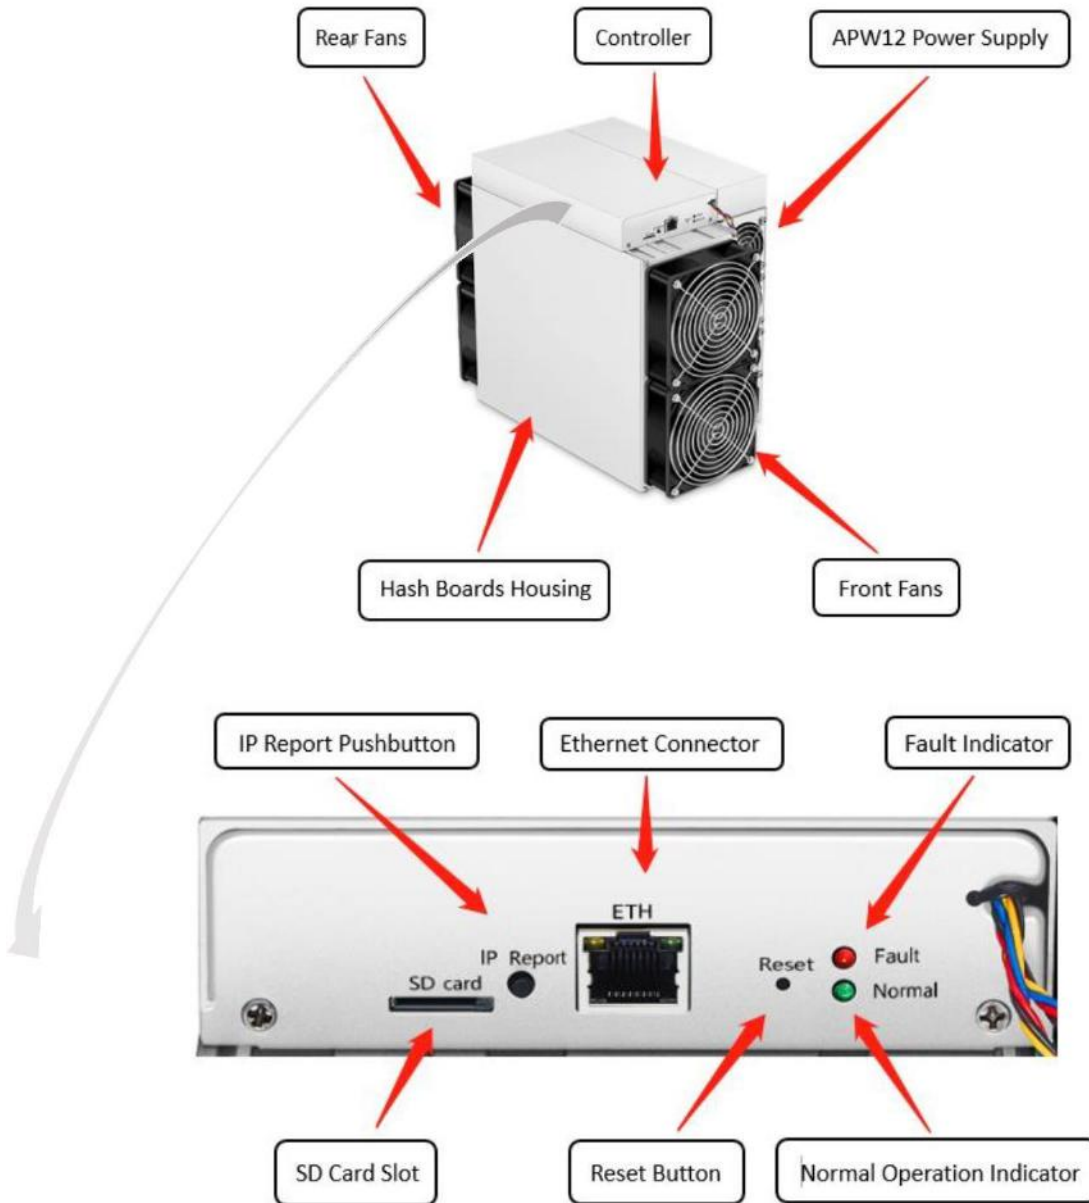 Rear Fans
Controller
APW12 Power Supply
Hash Boards Housing
Front Fans
IP Report Pushbutton
Ethernet Connector
Fault Indicator
ETH
IP Report
SD card
Reset
Fault
Normal
SD Card Slot
Reset Button
Normal Operation Indicator